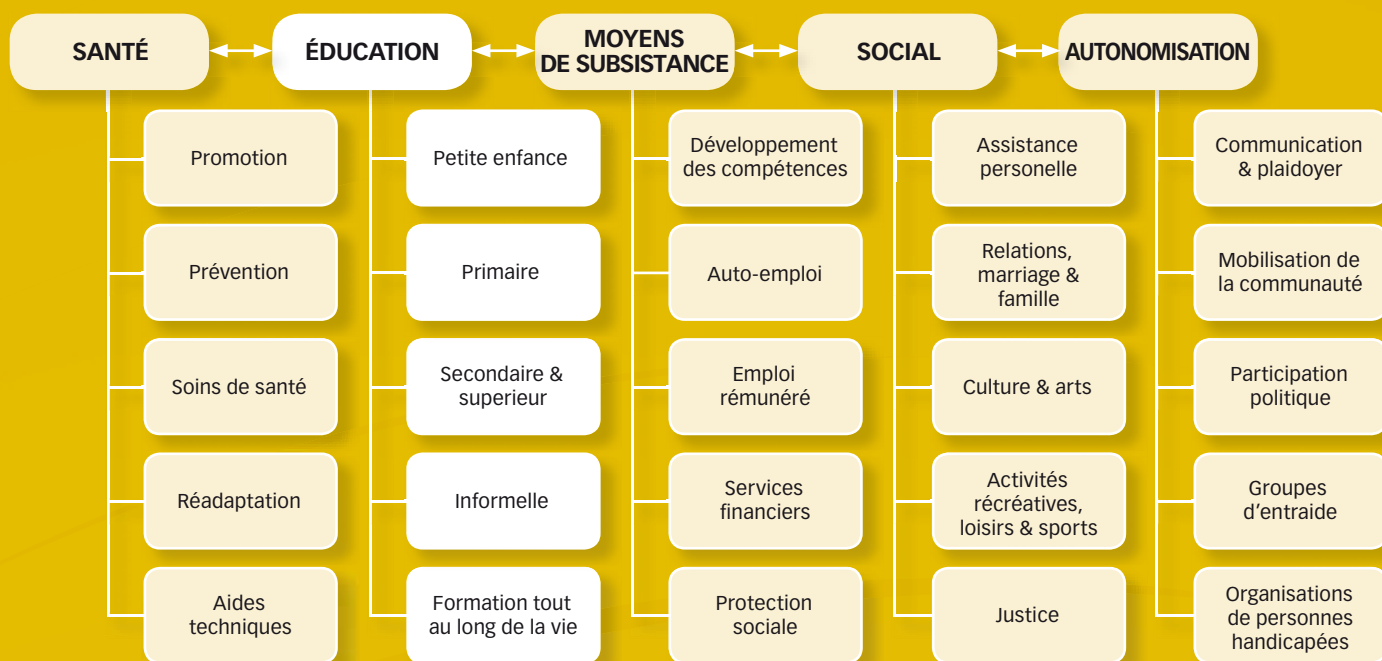 SANTÉ
ÉDUCATION
MOYENS
DE SUBSISTANCE
SOCIAL
AUTONOMISATION
Promotion
Prévention
Soins de santé
Réadaptation
Aides
techniques
Petite enfance
Primaire
Secondaire &
superieur
Informelle
Formation tout
au long de la vie
Développement
des compétences
Auto-emploi
Emploi
rémunéré
Services
financiers
Protection
sociale
Assistance
personelle
Relations,
marriage &
famille
Culture & arts
Activités
récréatives,
loisirs & sports
Justice
Communication
& plaidoyer
Mobilisation de
la communauté
Participation
politique
Groupes
d'entraide
Organisations
de personnes
handicapées